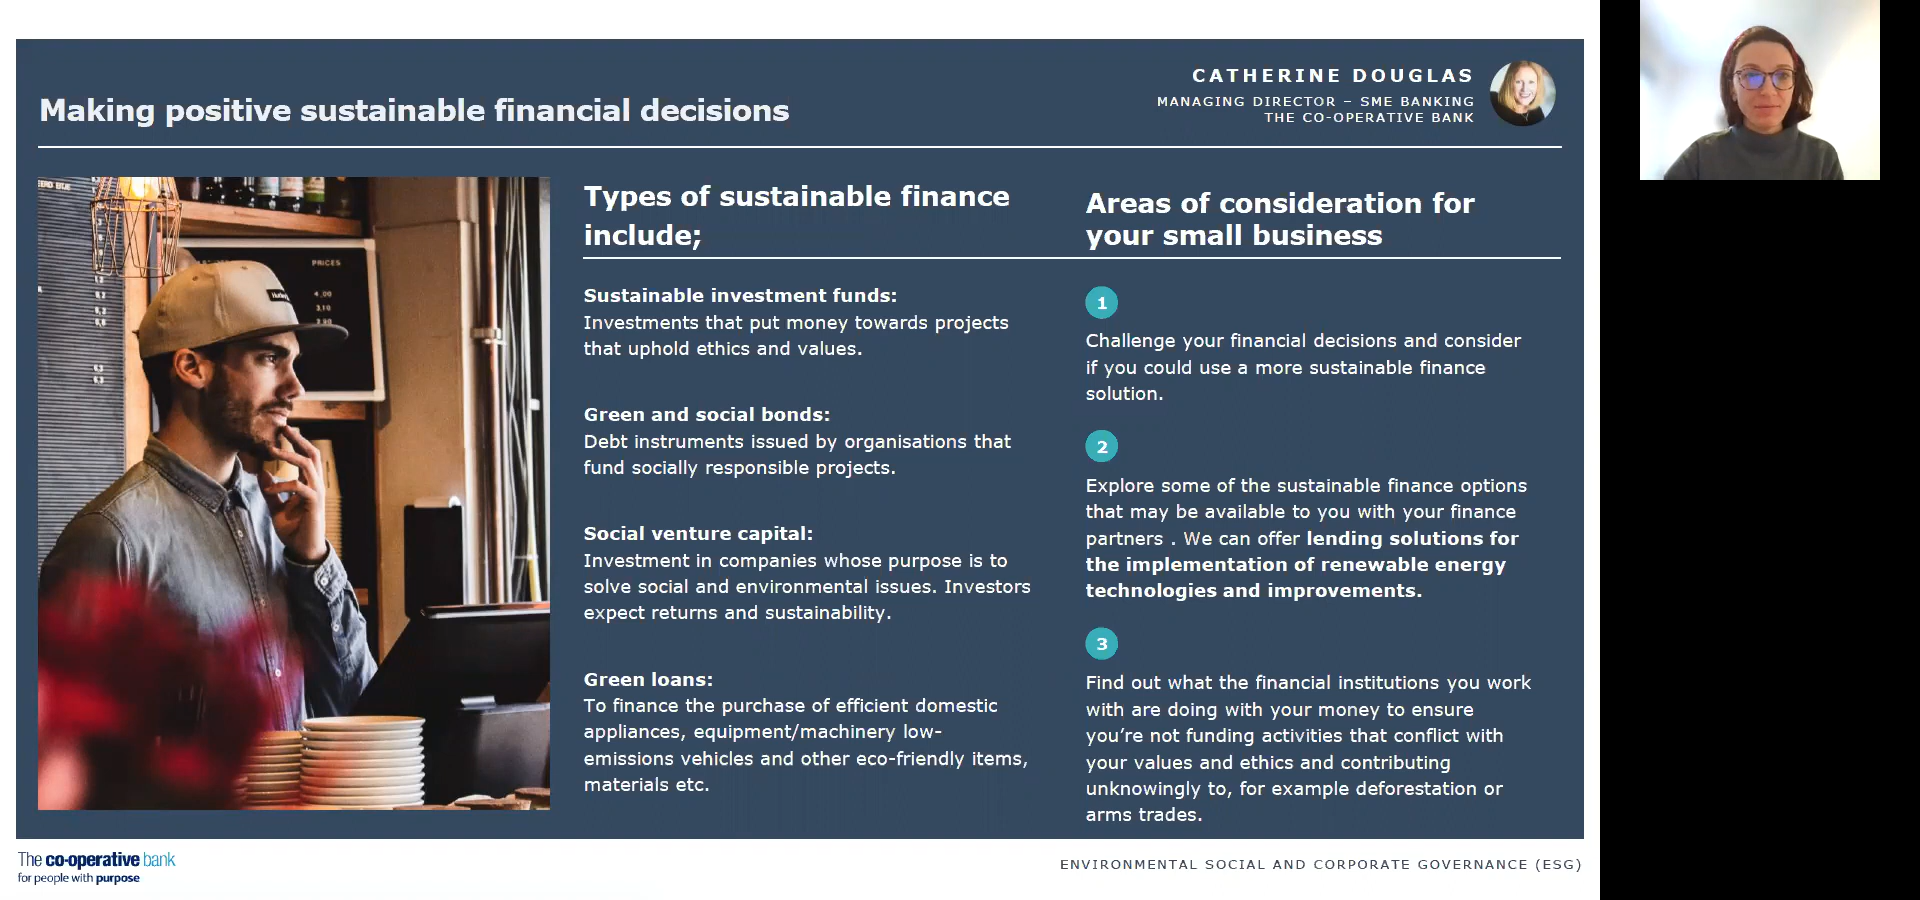 CATHERINE DOUGLAS
MANAGING DIRECTOR – SME BANKING
THE CO-OPERATIVE BANK
Making positive sustainable financial decisions
PRICES
4,00
3,10
Hurley
Types of sustainable finance
include;
Sustainable investment funds:
Investments that put money towards projects
that uphold ethics and values.
Green and social bonds:
Debt instruments issued by organisations that
fund socially responsible projects.
Social venture capital:
Investment in companies whose purpose is to
solve social and environmental issues. Investors
expect returns and sustainability.
Green loans:
To finance the purchase of efficient domestic
appliances, equipment/machinery low-
emissions vehicles and other eco-friendly items,
materials etc.
Areas of consideration for
your small business
1
Challenge your financial decisions and consider
if you could use a more sustainable finance
solution.
2
Explore some of the sustainable finance options
that may be available to you with your finance
partners . We can offer lending solutions for
the implementation of renewable energy
technologies and improvements.
3
Find out what the financial institutions you work
with are doing with your money to ensure
you’re not funding activities that conflict with
your values and ethics and contributing
unknowingly to, for example deforestation or
arms trades.
The co-operative bank
for people with purpose
ENVIRONMENTAL SOCIAL AND CORPORATE GOVERNANCE (ESG)